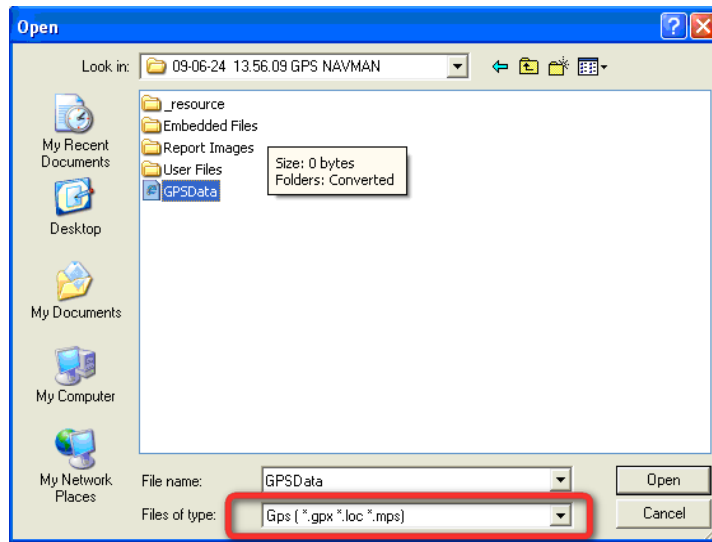 Open
Look in:
09-06-24 13.56.09 GPS NAVMAN
My Recent
Documents
Desktop
My Documents
My Computer
My Network
Places
_resource
Embedded Files
Report Images
User Files
GPSData
Size: 0 bytes
Folders: Converted
File name:
GPSData
Open
Files of type:
Gps ( *.gpx *.loc *.mps)
Cancel